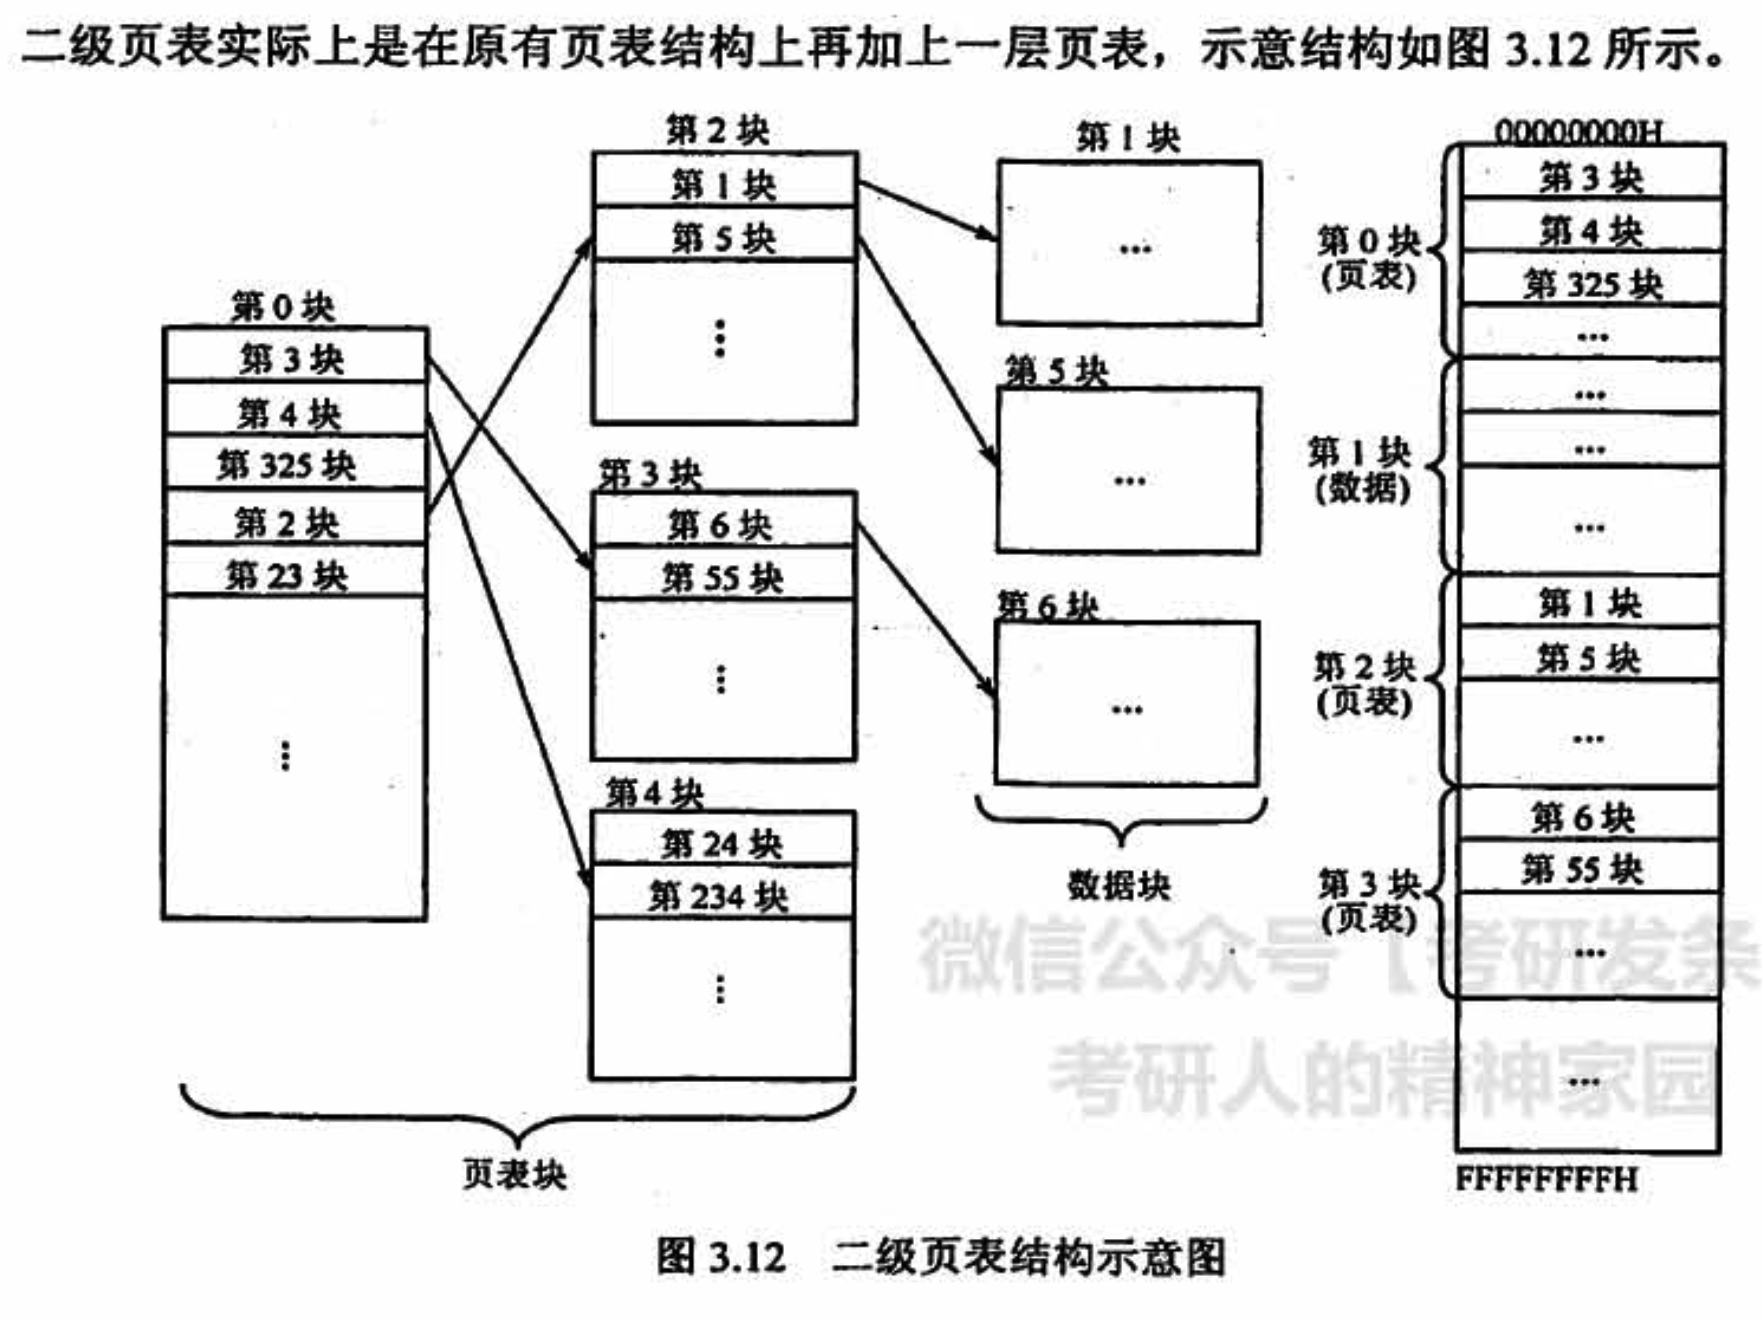 二级页表实际上是在原有页表结构上再加上一层页表，示意结构如图 3.12 所示。
第 0 块
第 3 块
第 4 块
第 325 块
第 2 块
第 23 块
⋮
第 2 块
第 1 块
第 5 块
⋮
第 3 块
第 6 块
第 55 块
⋮
第 4 块
第 24 块
第 234 块
⋮
页表块
第 1 块
…
第 5 块
…
第 6 块
…
数据块
00000000H
第 0 块
(页表)
第 3 块
第 4 块
第 325 块
…
第 1 块
(数据)
…
…
…
第 2 块
(页表)
第 1 块
第 5 块
…
第 3 块
(页表)
第 6 块
第 55 块
…
…
FFFFFFFFH
微信公众号【考研发条
考研人的精神家园
图 3.12 二级页表结构示意图